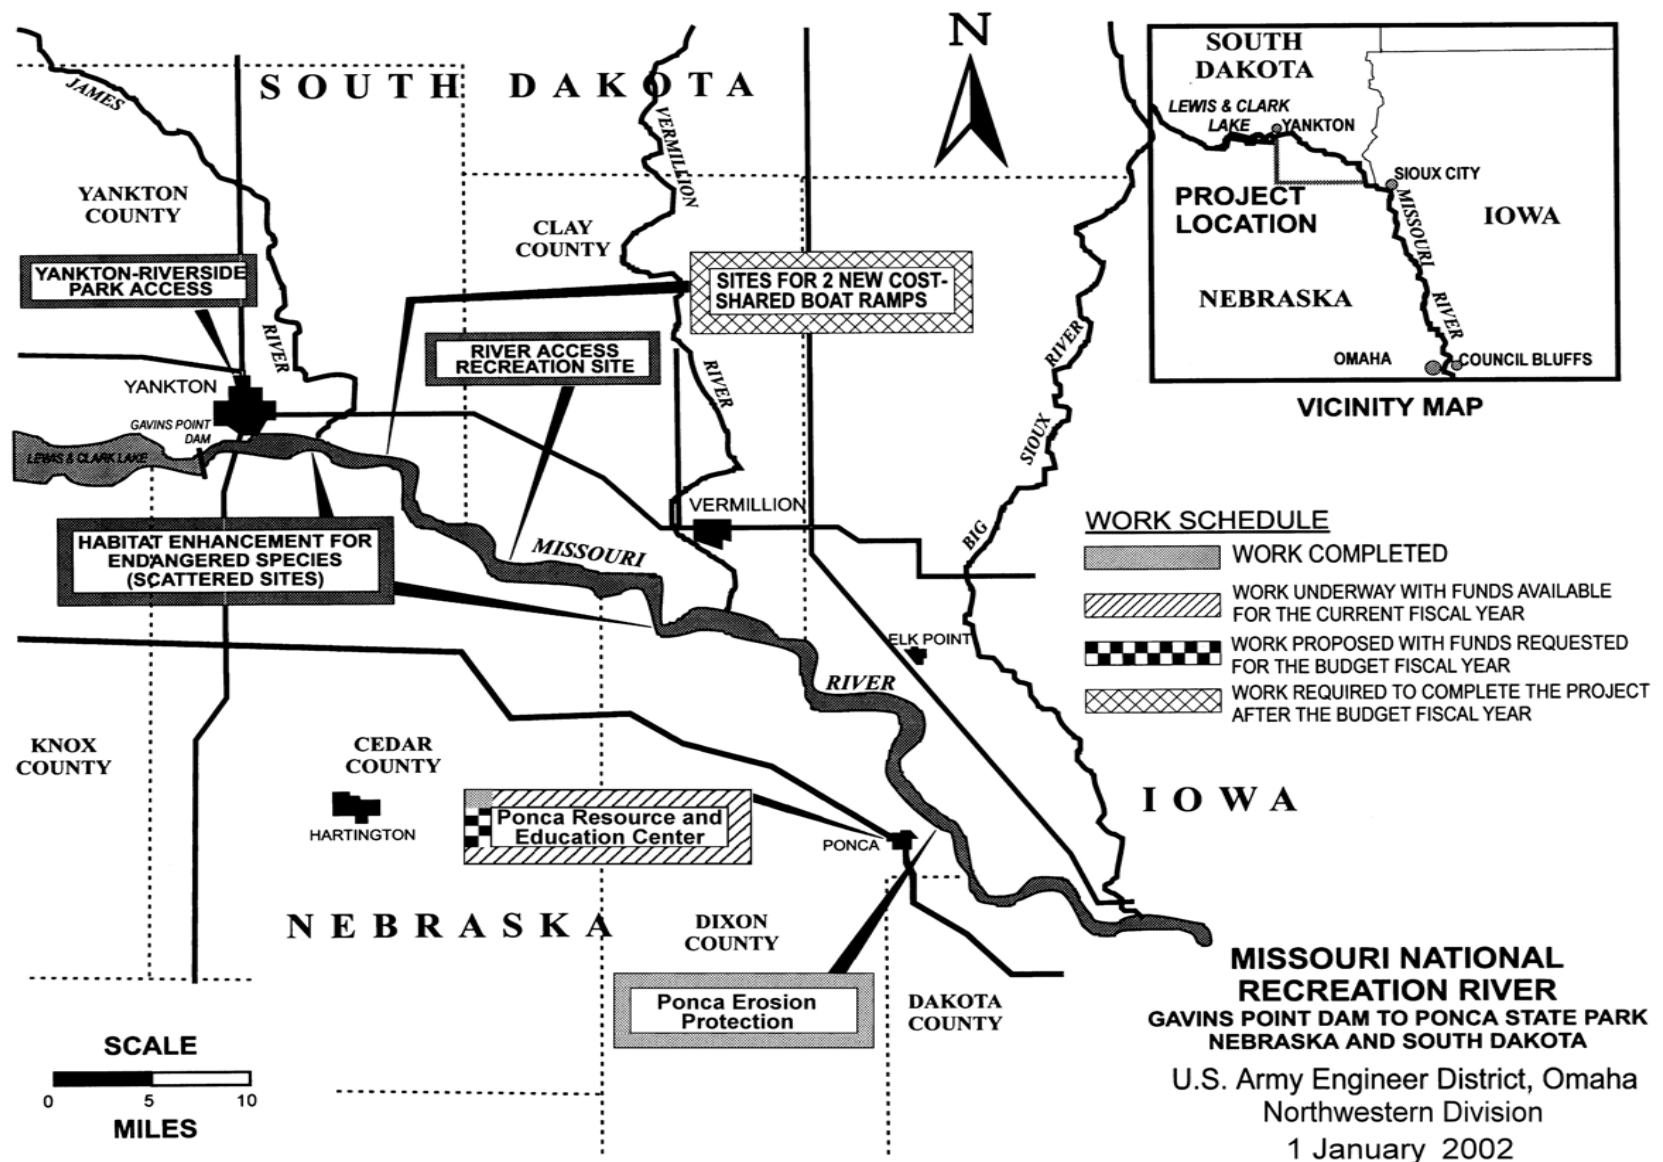 SOUTH DAKOTA
N
JAMES
RIVER
VERMILLION
RIVER
YANKTON
COUNTY
CLAY
COUNTY
YANKTON-RIVERSIDE
PARK ACCESS
SITES FOR 2 NEW COST-
SHARED BOAT RAMPS
RIVER ACCESS
RECREATION SITE
YANKTON
GAVINS POINT
DAM
LEWIS & CLARK LAKE
HABITAT ENHANCEMENT FOR
ENDANGERED SPECIES
(SCATTERED SITES)
VERMILLION
MISSOURI
RIVER
BIG
SIOUX
RIVER
ELK POINT
KNOX
COUNTY
CEDAR
COUNTY
HARTINGTON
Ponca Resource and
Education Center
PONCA
IOWA
NEBRASKA
DIXON
COUNTY
Ponca Erosion
Protection
DAKOTA
COUNTY
SCALE
0 5 10
MILES
SOUTH
DAKOTA
LEWIS & CLARK
LAKE
YANKTON
SIOUX CITY
PROJECT
LOCATION
MISSOURI
RIVER
IOWA
NEBRASKA
OMAHA
COUNCIL BLUFFS
VICINITY MAP
WORK SCHEDULE
WORK COMPLETED
WORK UNDERWAY WITH FUNDS AVAILABLE
FOR THE CURRENT FISCAL YEAR
WORK PROPOSED WITH FUNDS REQUESTED
FOR THE BUDGET FISCAL YEAR
WORK REQUIRED TO COMPLETE THE PROJECT
AFTER THE BUDGET FISCAL YEAR
MISSOURI NATIONAL
RECREATION RIVER
GAVINS POINT DAM TO PONCA STATE PARK
NEBRASKA AND SOUTH DAKOTA
U.S. Army Engineer District, Omaha
Northwestern Division
1 January 2002